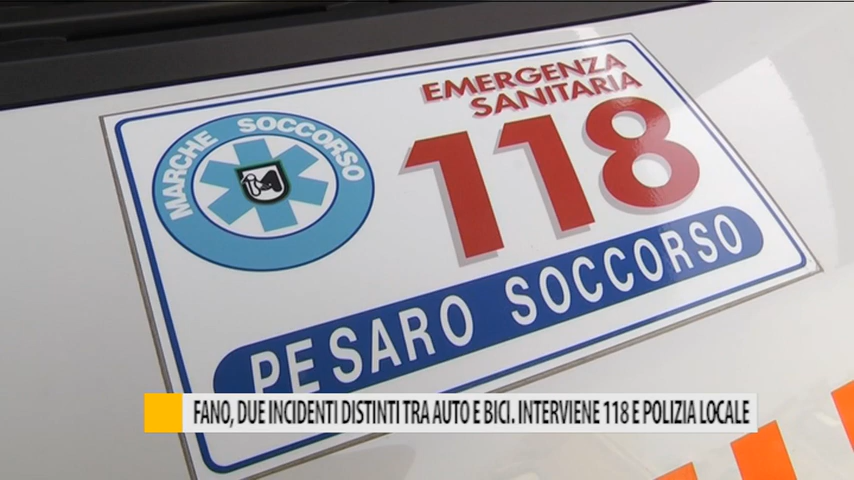 EMERGENZA
SANITARIA
MARCHE SOCCORSO
118
PESARO SOCCORSO
FANO, DUE INCIDENTI DISTINTI TRA AUTO E BICI. INTERVIENE 118 E POLIZIA LOCALE